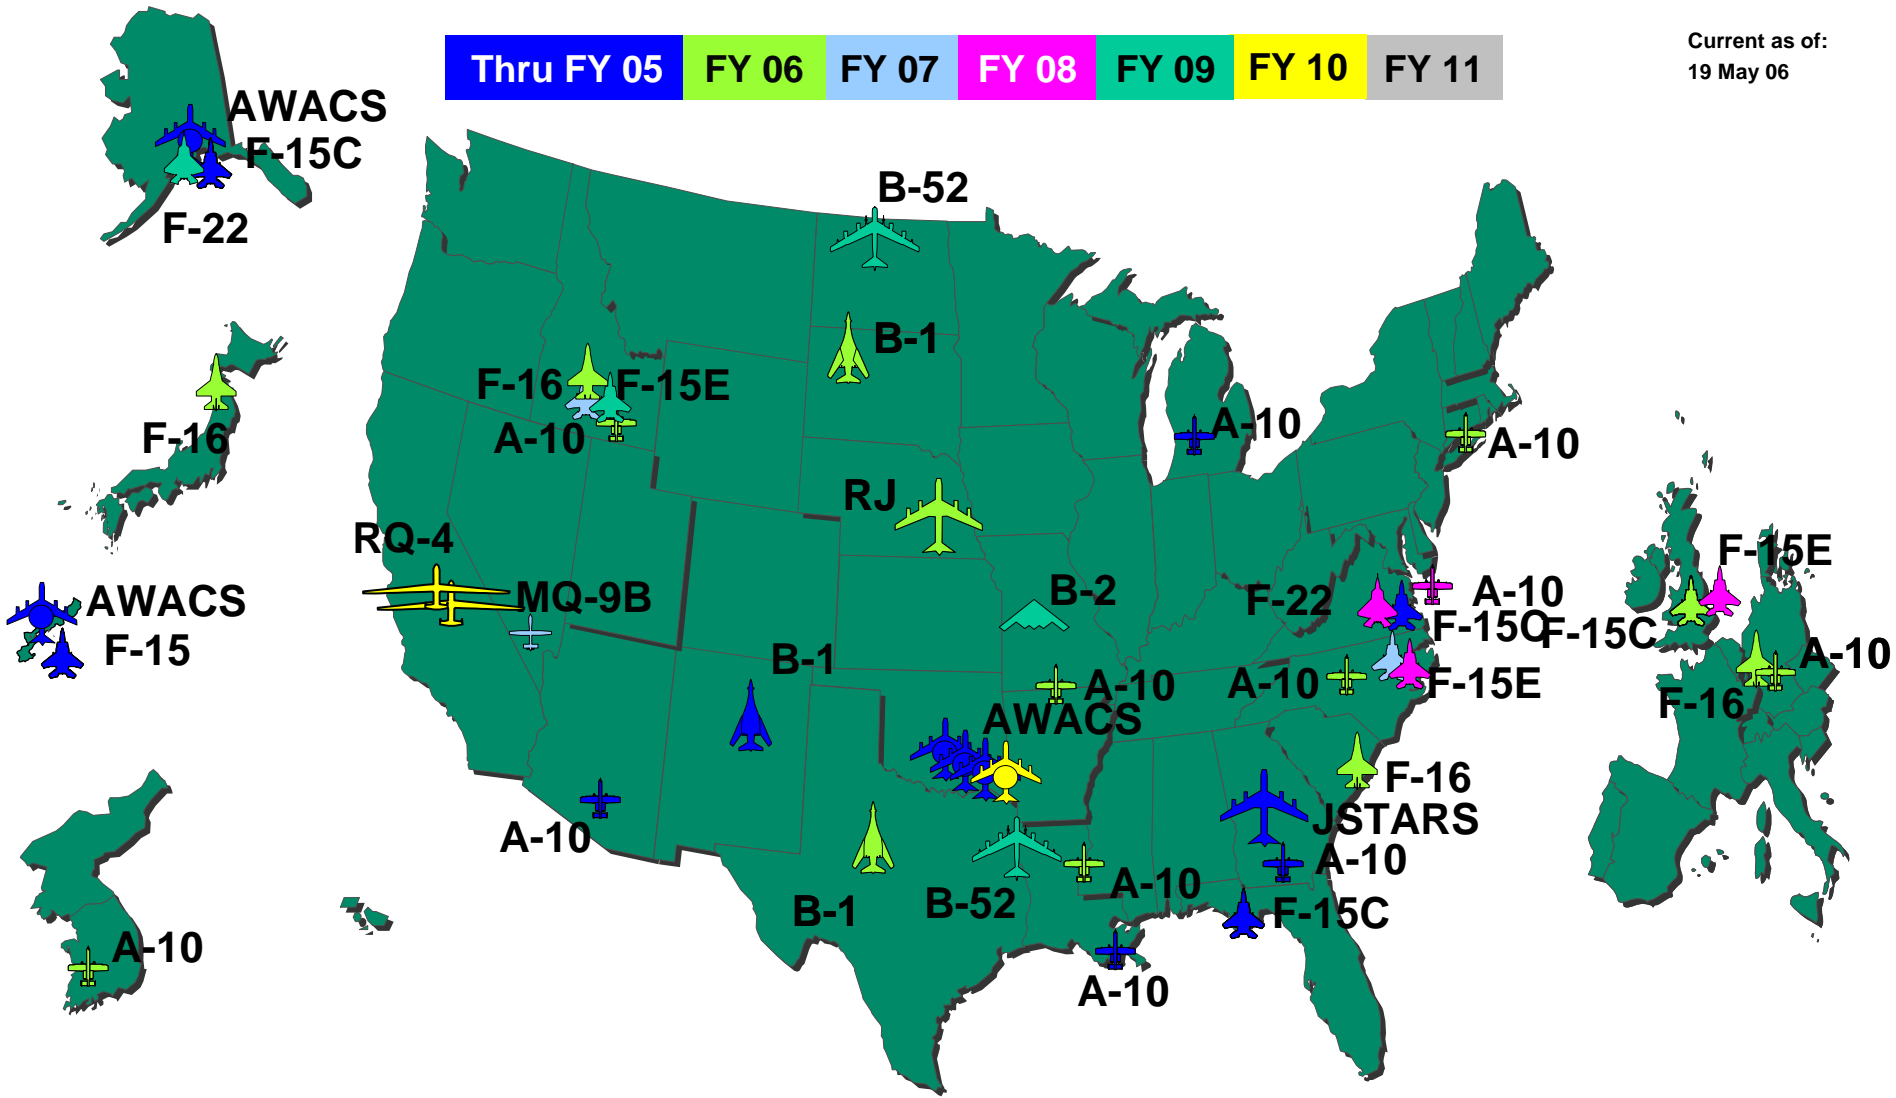 Thru FY 05 FY 06 FY 07 FY 08 FY 09 FY 10 FY 11
Current as of:
19 May 06
AWACS
F-15C
F-22
B-52
B-1
F-16 F-15E
A-10
F-16
A-10
A-10
RJ
RQ-4
MQ-9B
AWACS
F-15
B-2
F-22
A-10
F-15C
F-15E
F-15C
A-10
F-16
B-1
A-10
AWACS
A-10
F-15E
F-16
JSTARS
A-10
A-10
B-1
B-52
A-10
F-15C
A-10
A-10